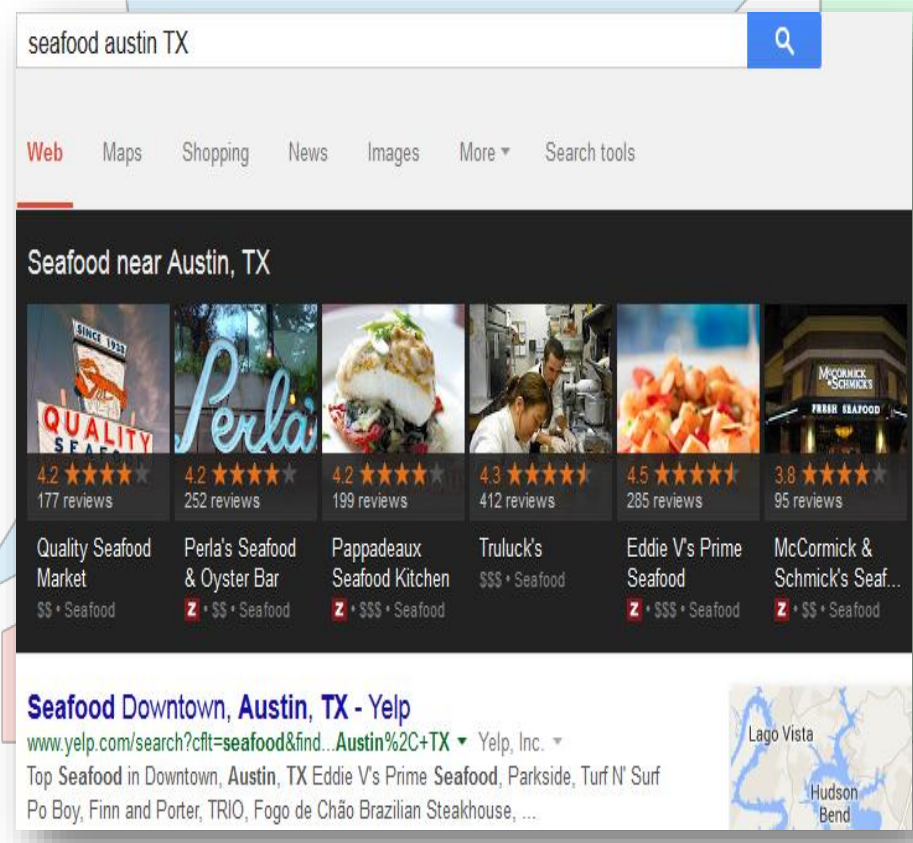 seafood austin TX
Web Maps Shopping News Images More Search tools
Seafood near Austin, TX
SINCE 1938
QUALITY
SEAF
Perla
McCORMICK
& SCHMICK'S
FRESH SEAFOOD
4.2
177 reviews
Quality Seafood
Market
$$ • Seafood
4.2
252 reviews
Perla's Seafood
& Oyster Bar
Z • $$ • Seafood
4.2
199 reviews
Pappadeaux
Seafood Kitchen
Z • $$$ • Seafood
4.3
412 reviews
Truluck's
$$$ • Seafood
4.5
285 reviews
Eddie V's Prime
Seafood
Z • $$$ • Seafood
3.8
95 reviews
McCormick &
Schmick's Seaf...
Z • $$ • Seafood
Seafood Downtown, Austin, TX - Yelp
www.yelp.com/search?cflt=seafood&find...Austin%2C+TX Yelp, Inc.
Top Seafood in Downtown, Austin, TX Eddie V's Prime Seafood, Parkside, Turf N' Surf
Po Boy, Finn and Porter, TRIO, Fogo de Chão Brazilian Steakhouse, ...
Lago Vista
Hudson
Bend